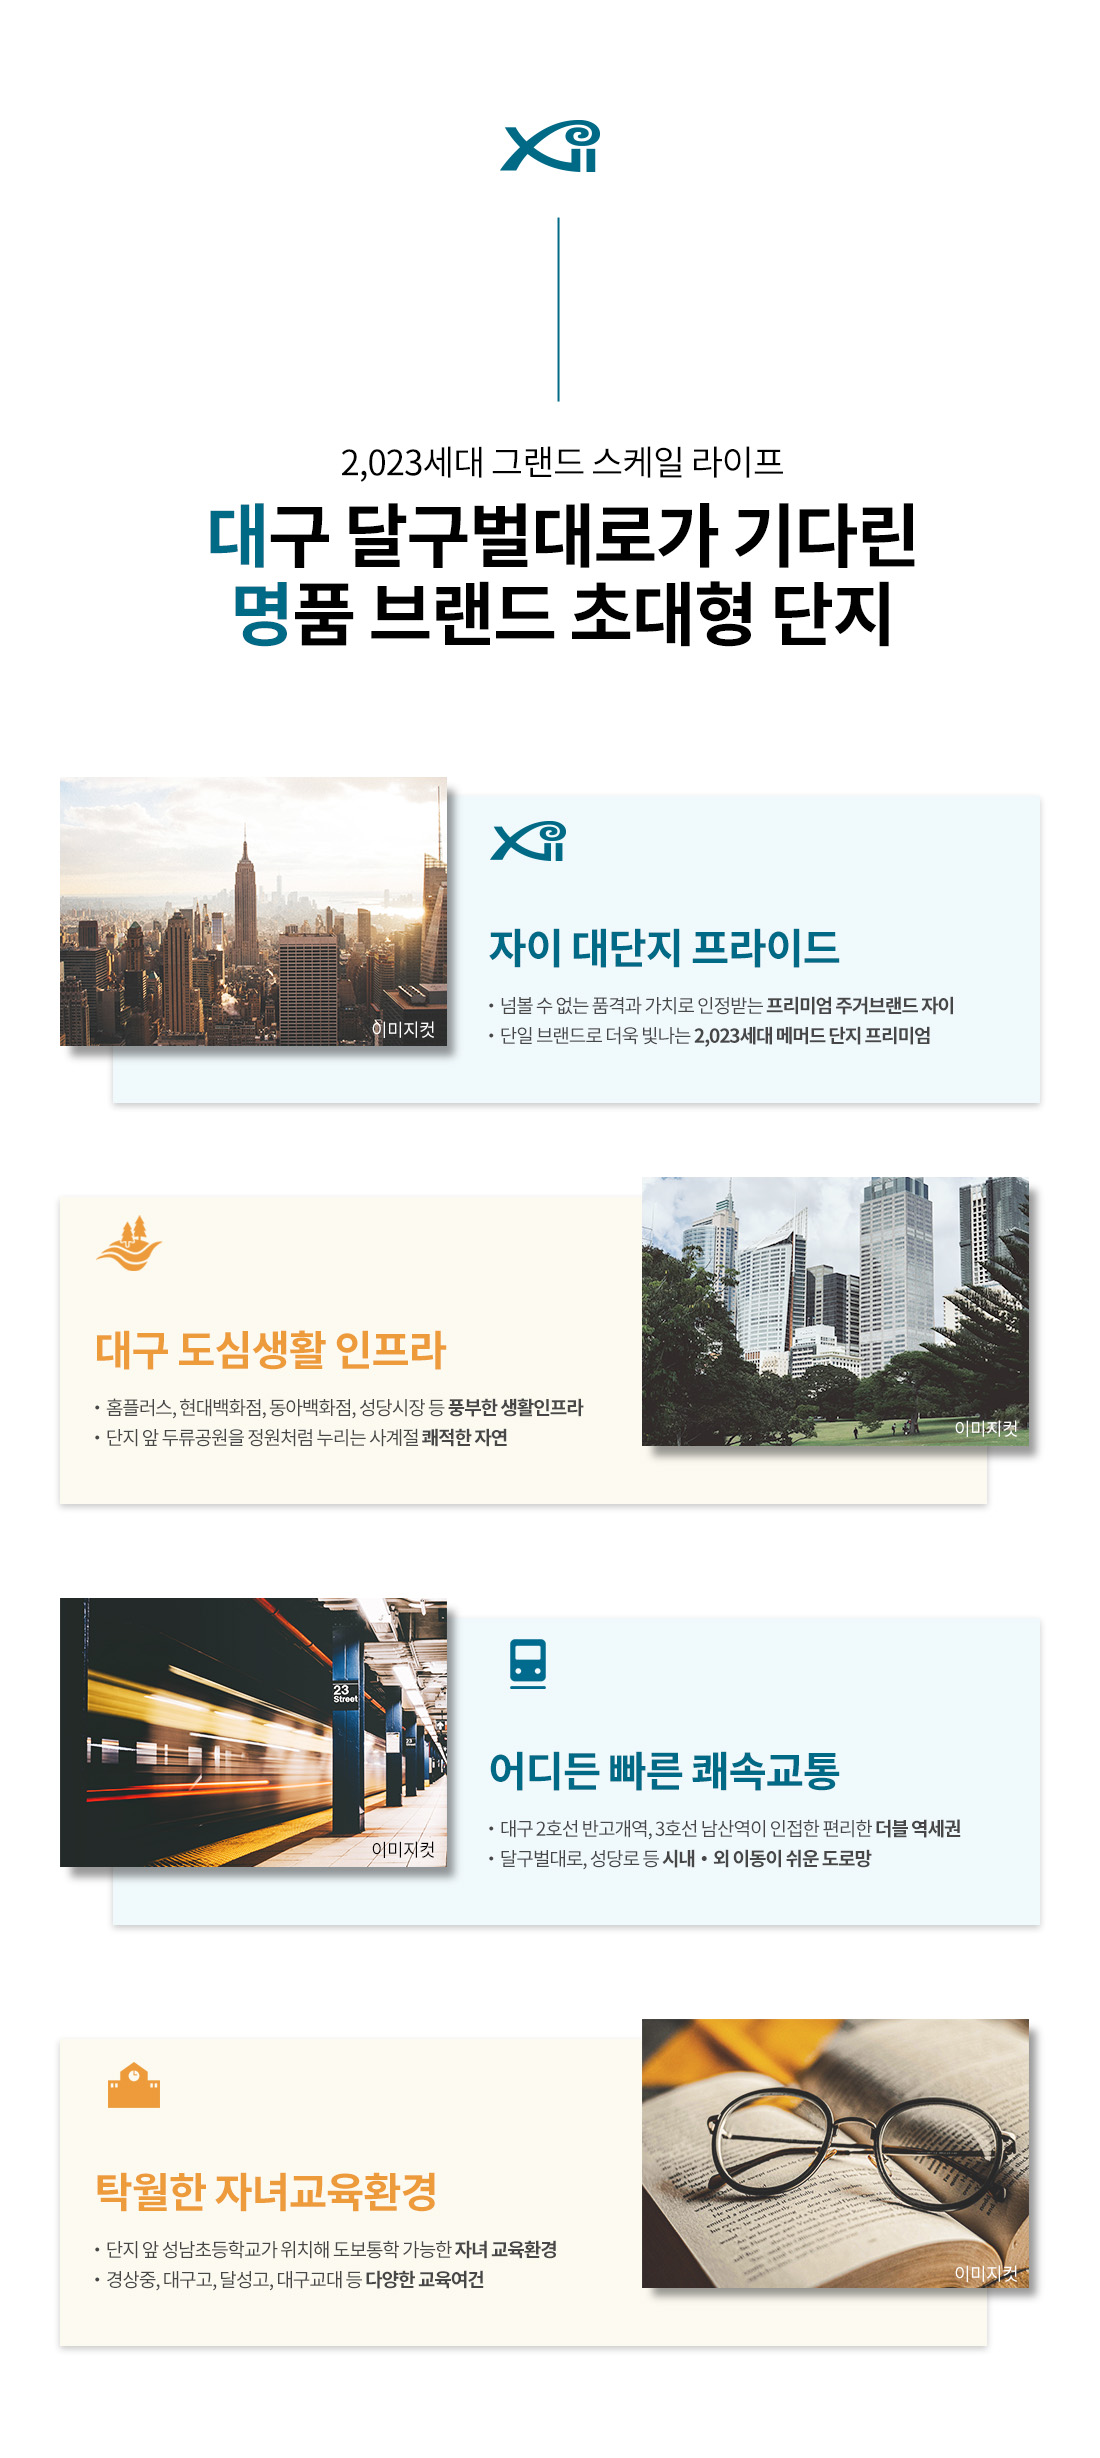 Xii
2,023세대 그랜드 스케일 라이프
대구 달구벌대로가 기다린
명품 브랜드 초대형 단지
이미지컷
Xii
자이 대단지 프라이드
• 넘볼 수 없는 품격과 가치로 인정받는 프리미엄 주거브랜드 자이
• 단일 브랜드로 더욱 빛나는 2,023세대 메머드 단지 프리미엄
대구 도심생활 인프라
• 홈플러스, 현대백화점, 동아백화점, 성당시장 등 풍부한 생활인프라
• 단지 앞 두류공원을 정원처럼 누리는 사계절 쾌적한 자연
이미지컷
23
Street
23
이미지컷
어디든 빠른 쾌속교통
• 대구 2호선 반고개역, 3호선 남산역이 인접한 편리한 더블 역세권
• 달구벌대로, 성당로 등 시내 • 외 이동이 쉬운 도로망
탁월한 자녀교육환경
• 단지 앞 성남초등학교가 위치해 도보통학 가능한 자녀 교육환경
• 경상중, 대구고, 달성고, 대구교대 등 다양한 교육여건
이미지컷